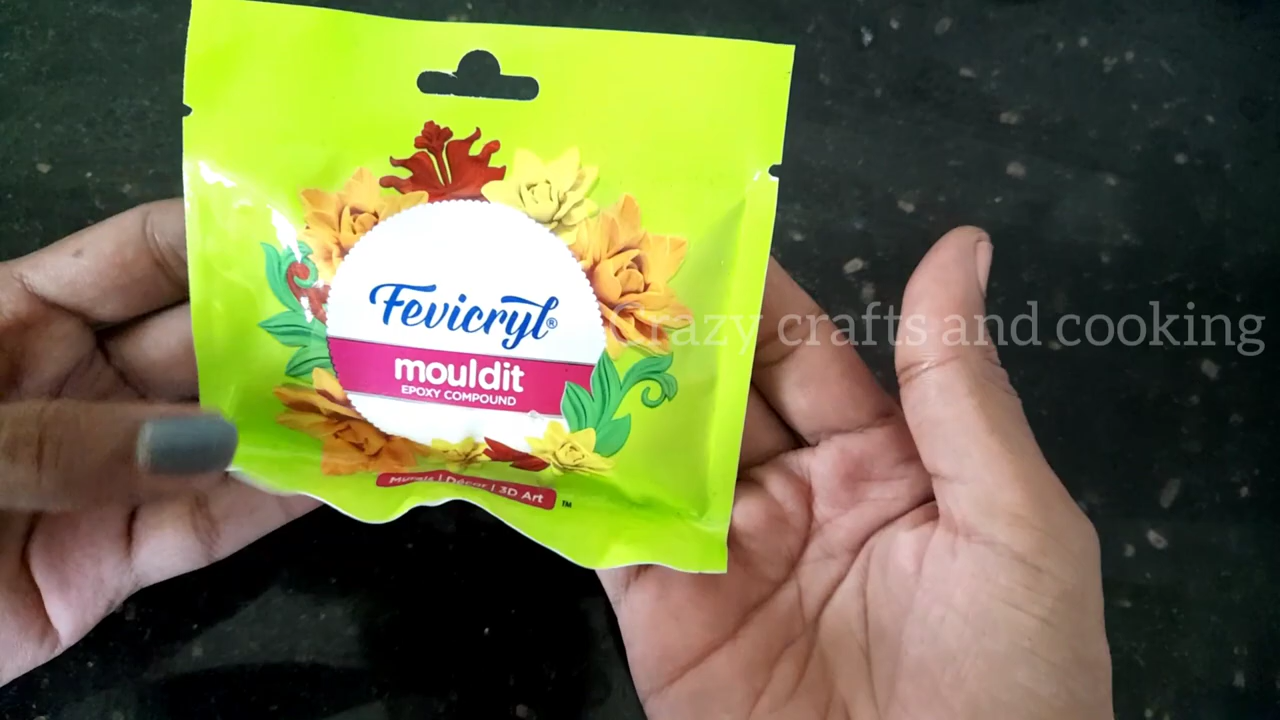 Fevicryl®
mouldit
EPOXY COMPOUND
Murals | Décor | 3D Art ™
Crazy crafts and cooking